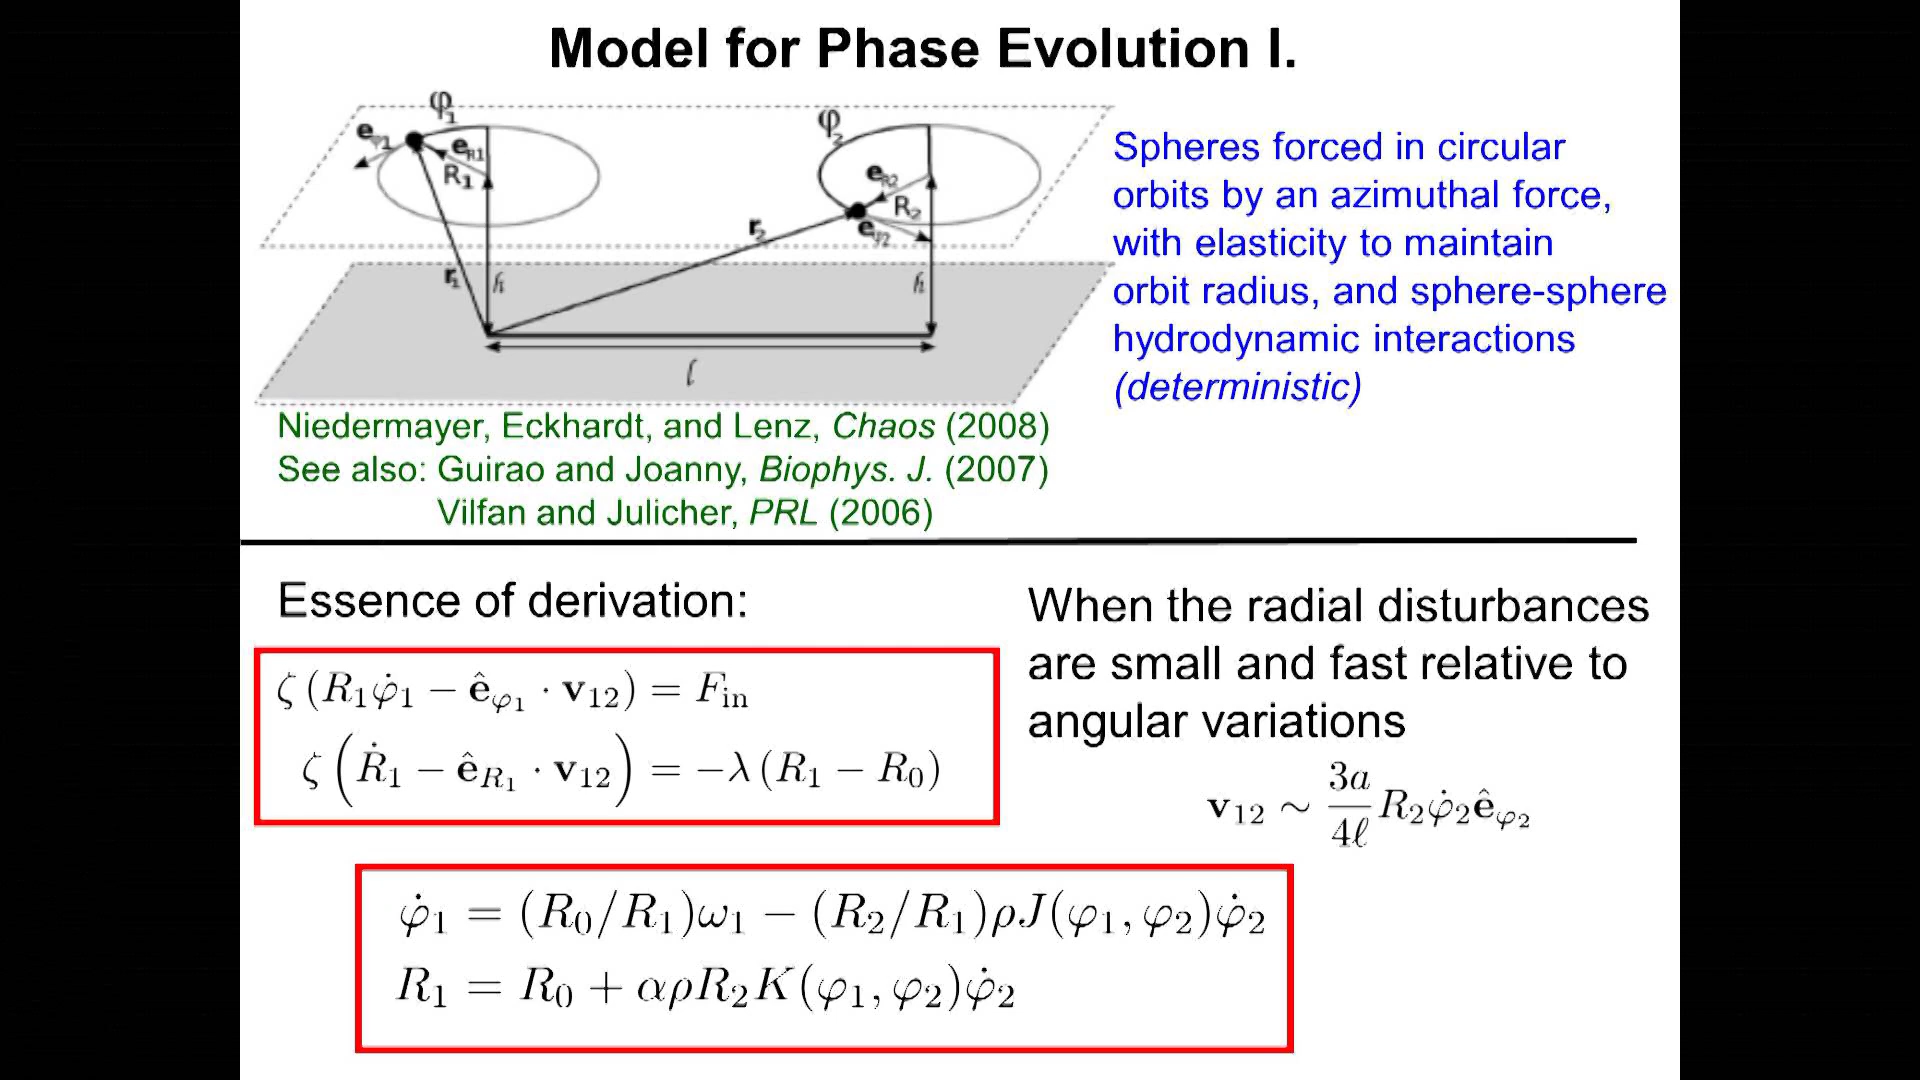 Model for Phase Evolution I.
φ₁
φ₂
e_φ1
e_R1
R₁
e_R2
R₂
e_φ2
r₂
r₁
h
h
l
Spheres forced in circular
orbits by an azimuthal force,
with elasticity to maintain
orbit radius, and sphere-sphere
hydrodynamic interactions
(deterministic)
Niedermayer, Eckhardt, and Lenz, Chaos (2008)
See also: Guirao and Joanny, Biophys. J. (2007)
Vilfan and Julicher, PRL (2006)
Essence of derivation:
ζ (R₁φ̇₁ − ê_φ₁ · v₁₂) = F_in
ζ (Ṙ₁ − ê_R₁ · v₁₂) = −λ (R₁ − R₀)
When the radial disturbances
are small and fast relative to
angular variations
v₁₂ ∼ 3a/4ℓ R₂φ̇₂ê_φ₂
φ̇₁ = (R₀/R₁)ω₁ − (R₂/R₁)ρJ(φ₁, φ₂)φ̇₂
R₁ = R₀ + αρR₂K(φ₁, φ₂)φ̇₂